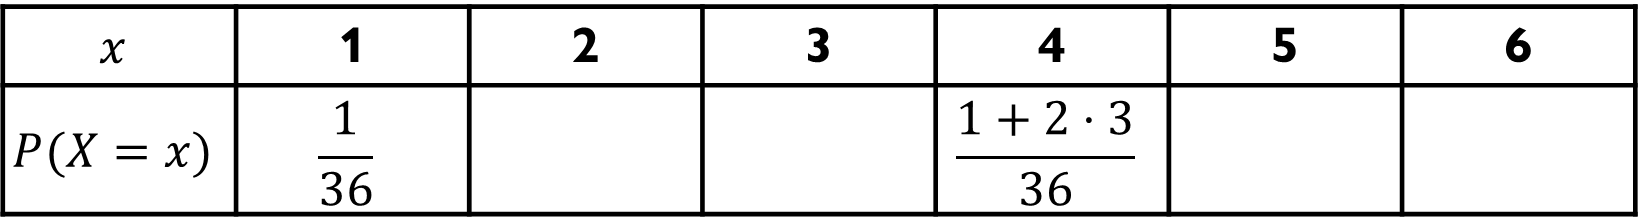 x 1 2 3 4 5 6
P(X = x) 1/36 (1 + 2 · 3)/36